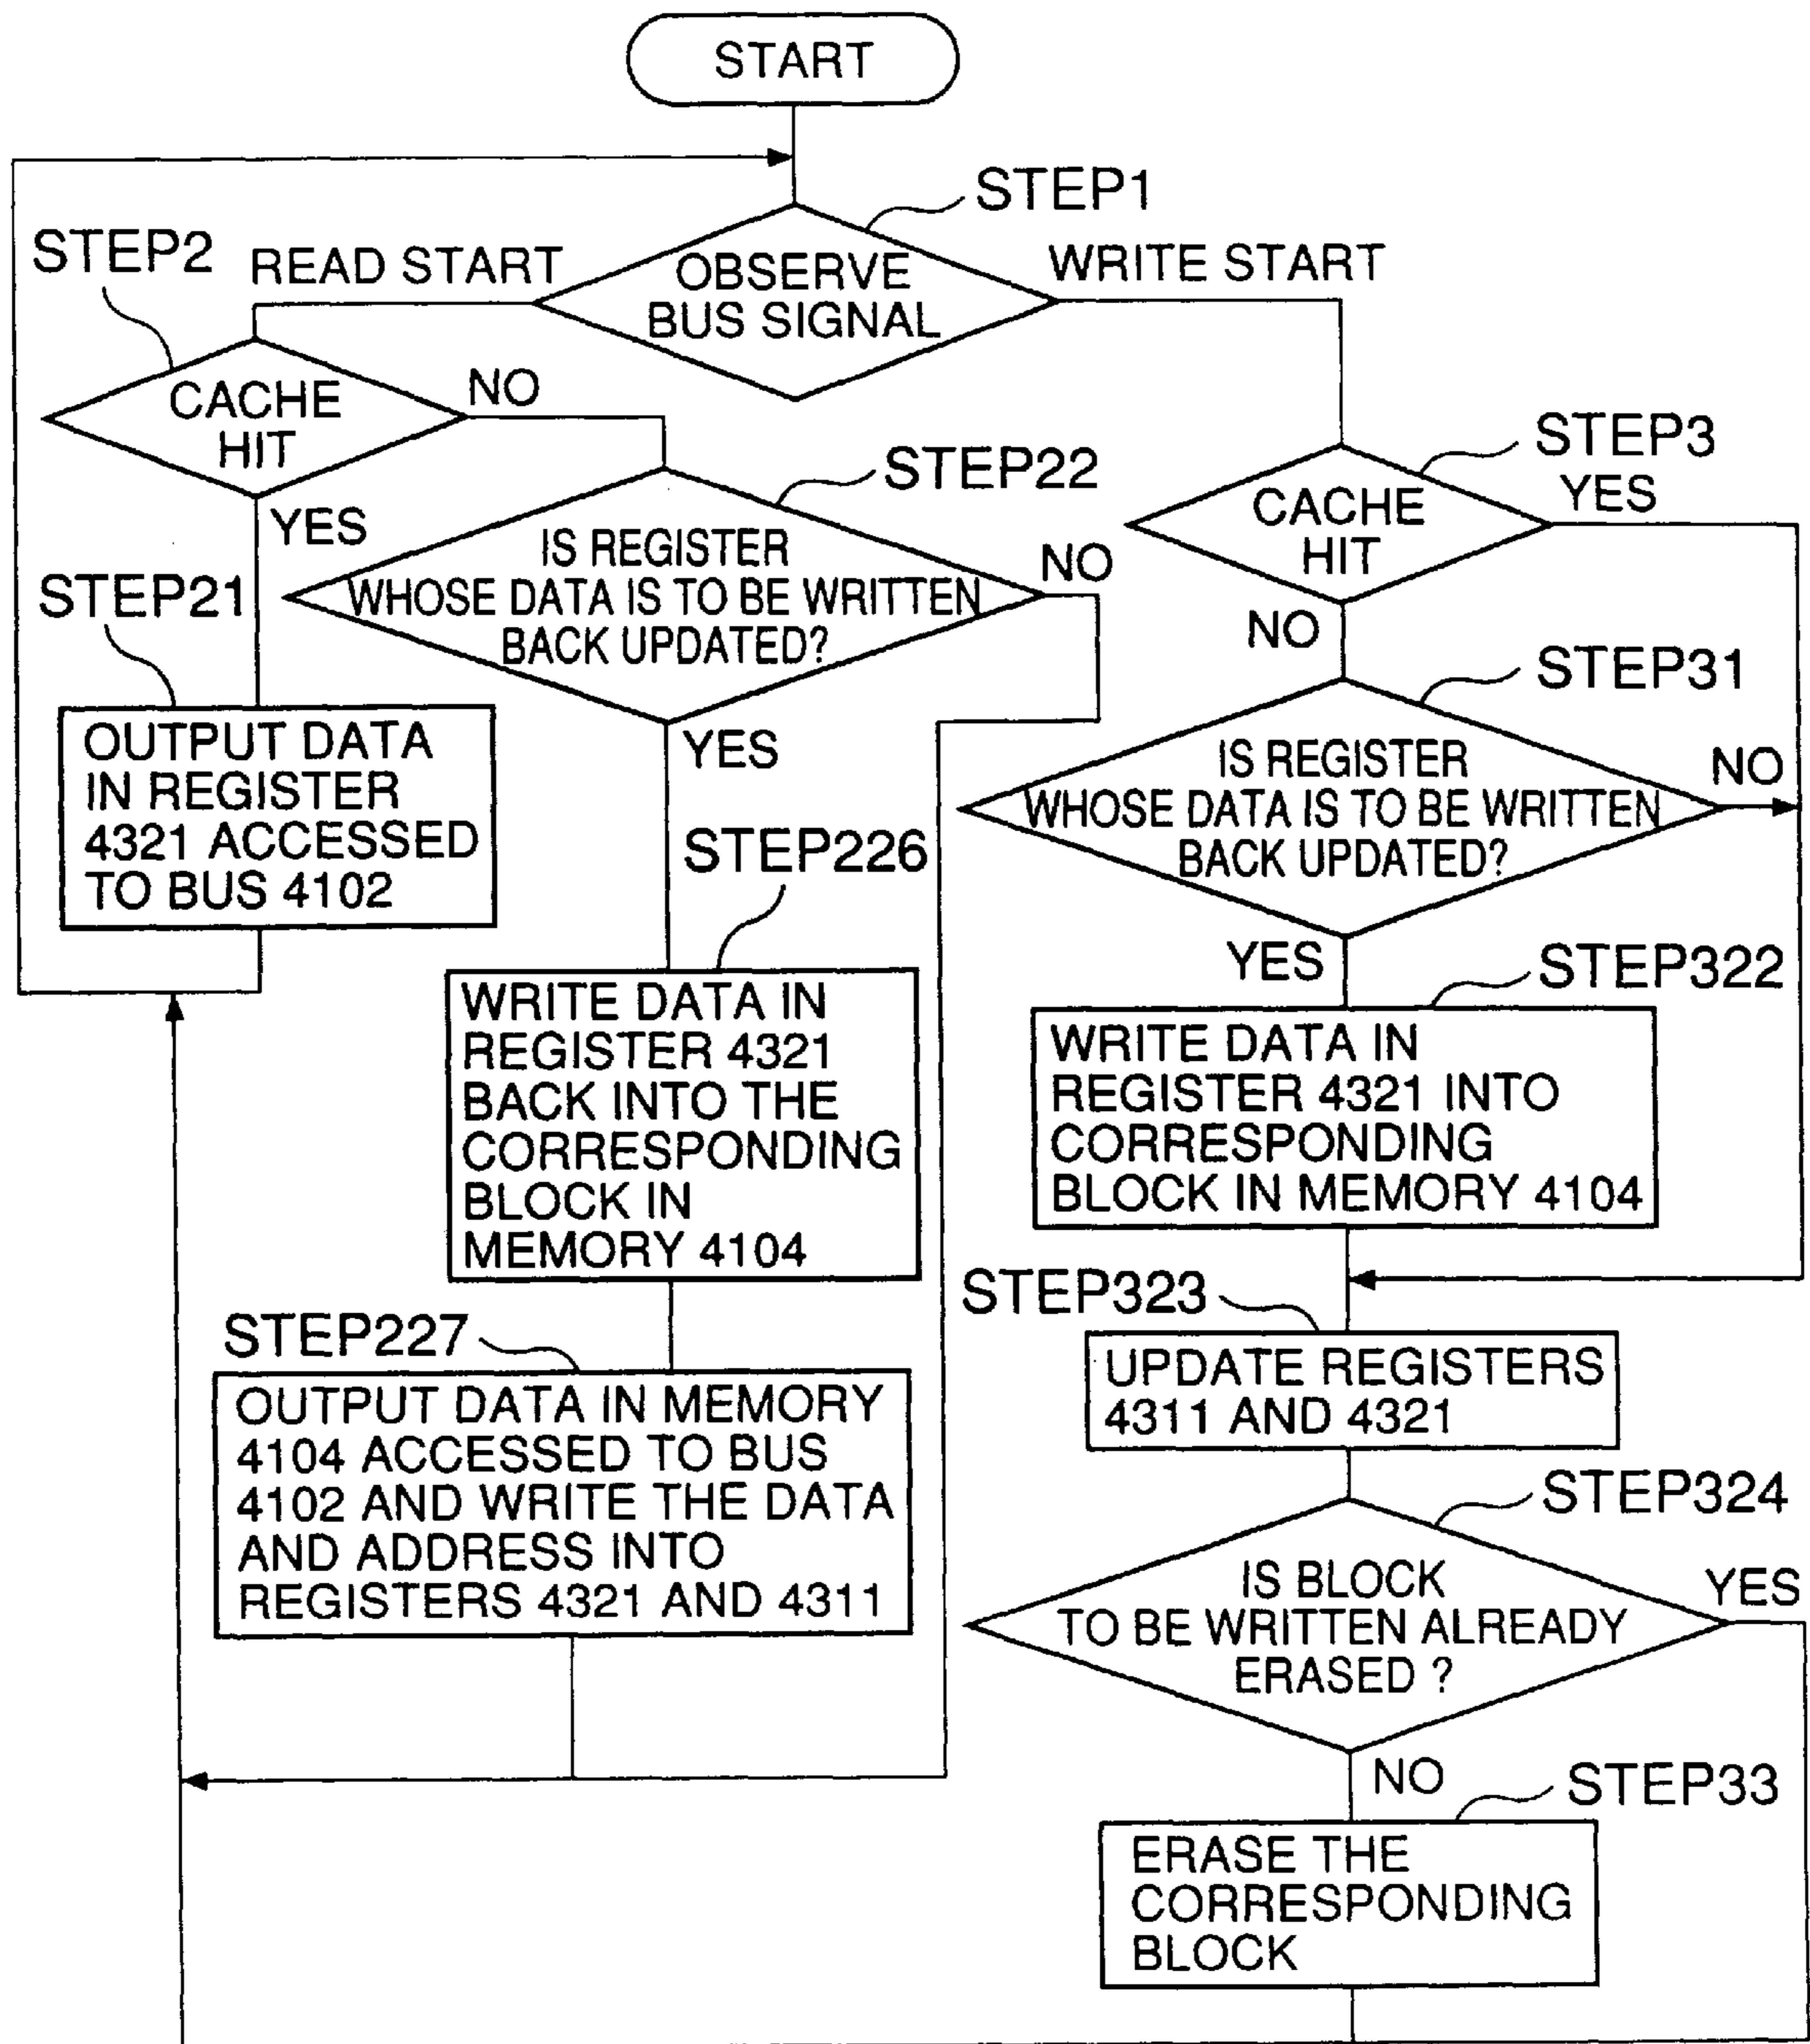 START
STEP1
STEP2
READ START
OBSERVE
BUS SIGNAL
WRITE START
CACHE
HIT
NO
YES
STEP22
IS REGISTER
WHOSE DATA IS TO BE WRITTEN
BACK UPDATED?
NO
YES
STEP3
CACHE
HIT
YES
NO
STEP21
OUTPUT DATA
IN REGISTER
4321 ACCESSED
TO BUS 4102
STEP31
IS REGISTER
WHOSE DATA IS TO BE WRITTEN
BACK UPDATED?
NO
YES
STEP226
WRITE DATA IN
REGISTER 4321
BACK INTO THE
CORRESPONDING
BLOCK IN
MEMORY 4104
STEP322
WRITE DATA IN
REGISTER 4321 INTO
CORRESPONDING
BLOCK IN MEMORY 4104
STEP227
OUTPUT DATA IN MEMORY
4104 ACCESSED TO BUS
4102 AND WRITE THE DATA
AND ADDRESS INTO
REGISTERS 4321 AND 4311
STEP323
UPDATE REGISTERS
4311 AND 4321
STEP324
IS BLOCK
TO BE WRITTEN ALREADY
ERASED ?
YES
NO
STEP33
ERASE THE
CORRESPONDING
BLOCK